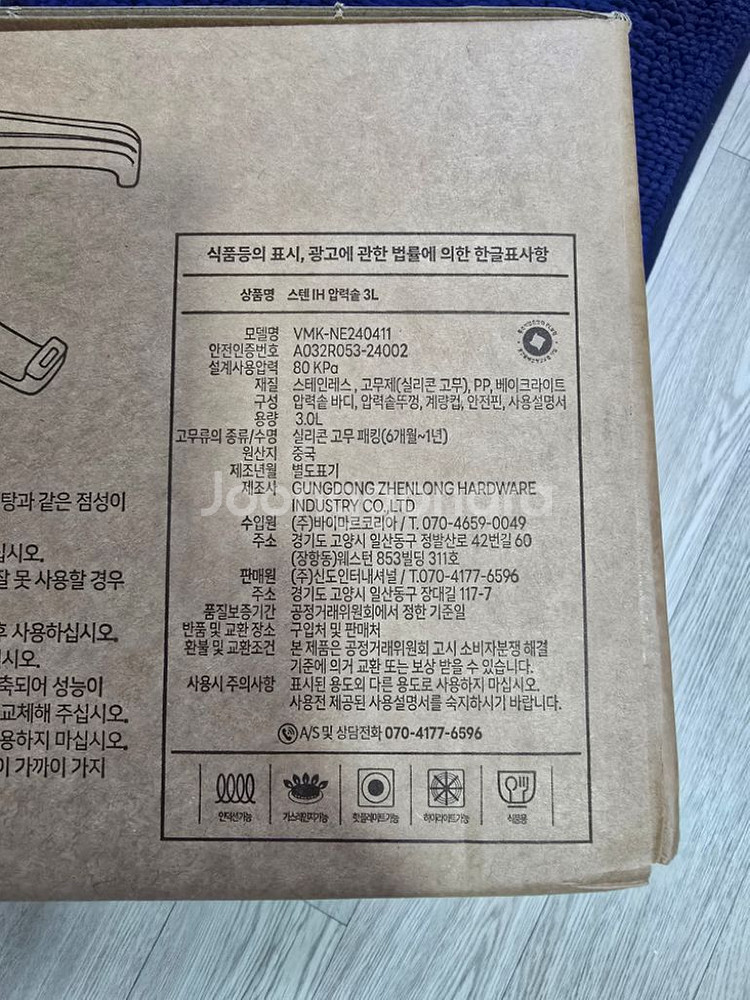 탕과 같은 점성이
십시오.
잘 못 사용할 경우
후 사용하십시오.
시오.
축되어 성능이
교체해 주십시오.
용하지 마십시오.
이 가까이 가지
식품등의 표시, 광고에 관한 법률에 의한 한글표사항
상품명 스텐 IH 압력솥 3L
모델명 VMK-NE240411
안전인증번호 A032R053-24002
설계사용압력 80 KPa
재질 스테인레스, 고무제(실리콘 고무), PP, 베이크라이트
구성 압력솥 바디, 압력솥뚜껑, 계량컵, 안전핀, 사용설명서
용량 3.0L
고무류의 종류/수명 실리콘 고무 패킹(6개월~1년)
원산지 중국
제조년월 별도표기
제조사 GUNGDONG ZHENLONG HARDWARE
INDUSTRY CO,.LTD
수입원 (주)바이마르코리아 / T. 070-4659-0049
주소 경기도 고양시 일산동구 정발산로 42번길 60
(장항동)웨스턴 853빌딩 311호
판매원 (주)신도인터내셔널 / T.070-4177-6596
주소 경기도 고양시 일산동구 장대길 117-7
품질보증기간 공정거래위원회에서 정한 기준일
반품 및 교환 장소 구입처 및 판매처
환불 및 교환조건 본 제품은 공정거래위원회 고시 소비자분쟁 해결
기준에 의거 교환 또는 보상 받을 수 있습니다.
사용시 주의사항 표시된 용도외 다른 용도로 사용하지 마십시오.
사용전 제공된 사용설명서를 숙지하시기 바랍니다.
A/S 및 상담전화 070-4177-6596
인덕션가능 가스레인지가능 핫플레이트가능 하이라이트가능 식품용